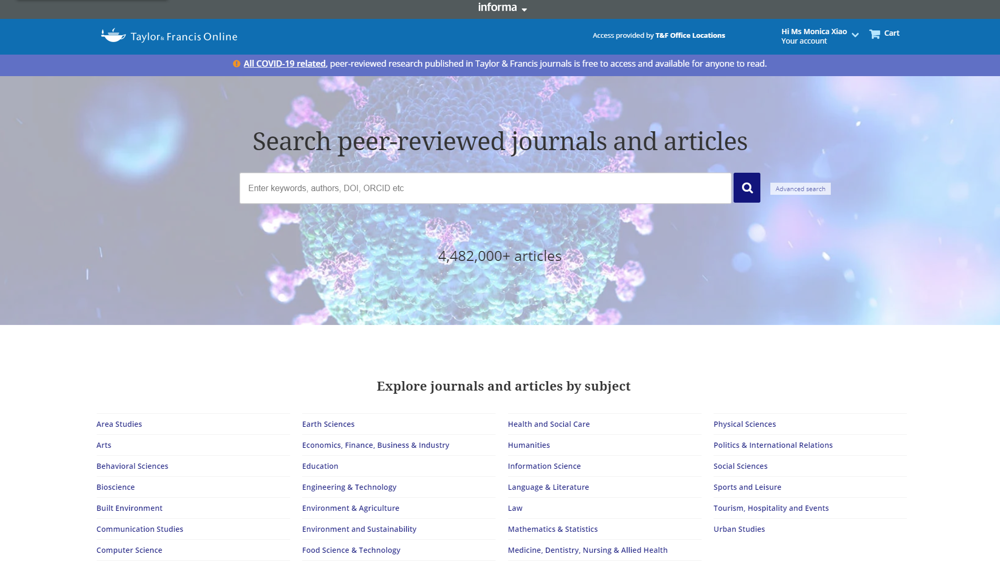 informa
Taylor & Francis Online
Access provided by T&F Office Locations
Hi Ms Monica Xiao
Your account
Cart
All COVID-19 related, peer-reviewed research published in Taylor & Francis journals is free to access and available for anyone to read.
Search peer-reviewed journals and articles
Enter keywords, authors, DOI, ORCID etc
Advanced search
4,482,000+ articles
Explore journals and articles by subject
Area Studies
Arts
Behavioral Sciences
Bioscience
Built Environment
Communication Studies
Computer Science
Earth Sciences
Economics, Finance, Business & Industry
Education
Engineering & Technology
Environment & Agriculture
Environment and Sustainability
Food Science & Technology
Health and Social Care
Humanities
Information Science
Language & Literature
Law
Mathematics & Statistics
Medicine, Dentistry, Nursing & Allied Health
Physical Sciences
Politics & International Relations
Social Sciences
Sports and Leisure
Tourism, Hospitality and Events
Urban Studies